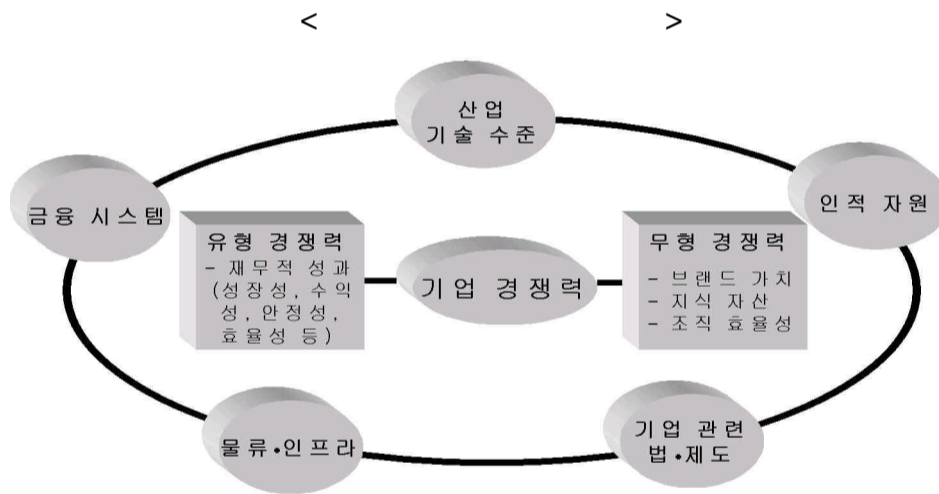 < >
산업
기술 수준
금융 시스템
인적 자원
유형 경쟁력
- 재무적 성과
(성장성, 수익
성, 안정성,
효율성 등)
기업 경쟁력
무형 경쟁력
- 브랜드 가치
- 지식 자산
- 조직 효율성
물류•인프라
기업 관련
법•제도